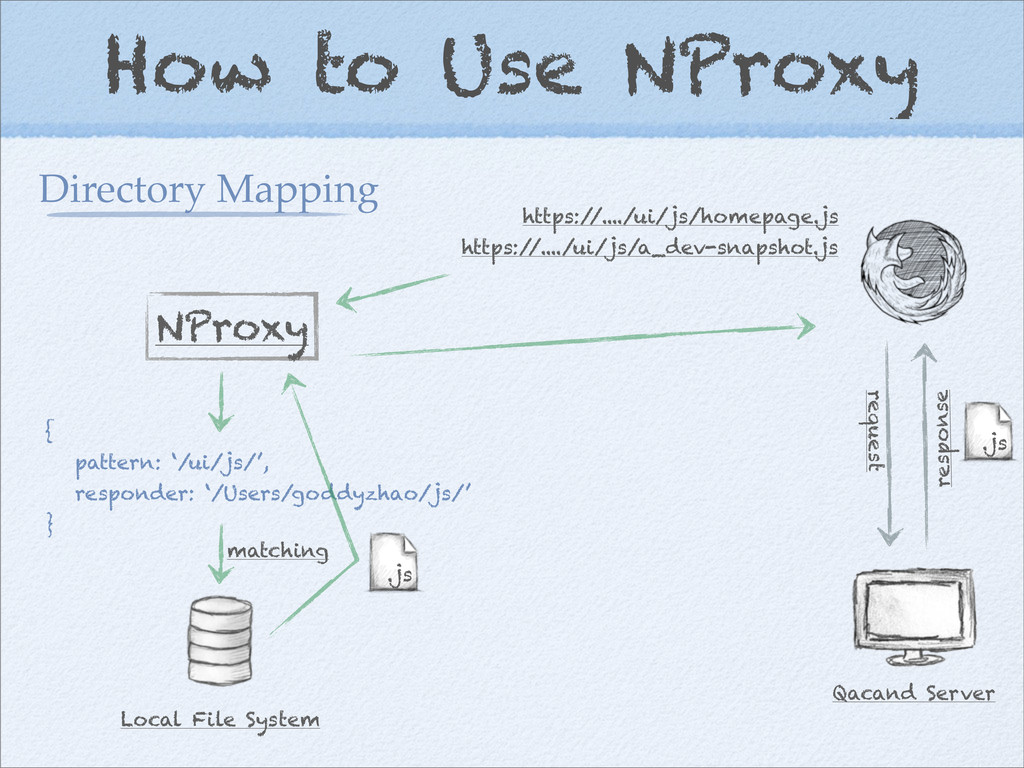 How to Use NProxy
Directory Mapping
https://..../ui/js/homepage.js
https://..../ui/js/a_dev-snapshot.js
NProxy
request
response
.js
{
pattern: ‘/ui/js/’,
responder: ‘/Users/goddyzhao/js/’
}
matching
.js
Qacand Server
Local File System